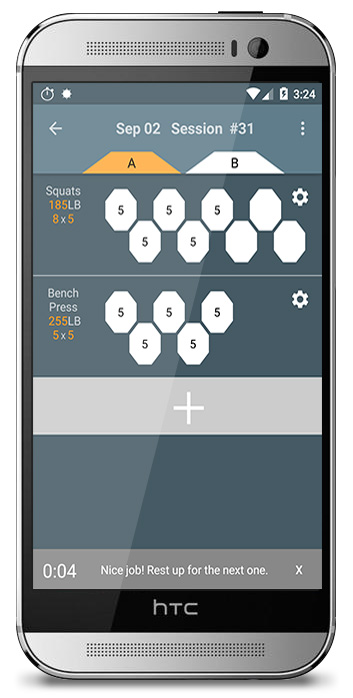 3:24
Sep 02 Session #31
A B
Squats
185LB
8 x 5
5 5 5
5 5
Bench
Press
255LB
5 x 5
5 5 5
5 5
0:04 Nice job! Rest up for the next one. X
hTC